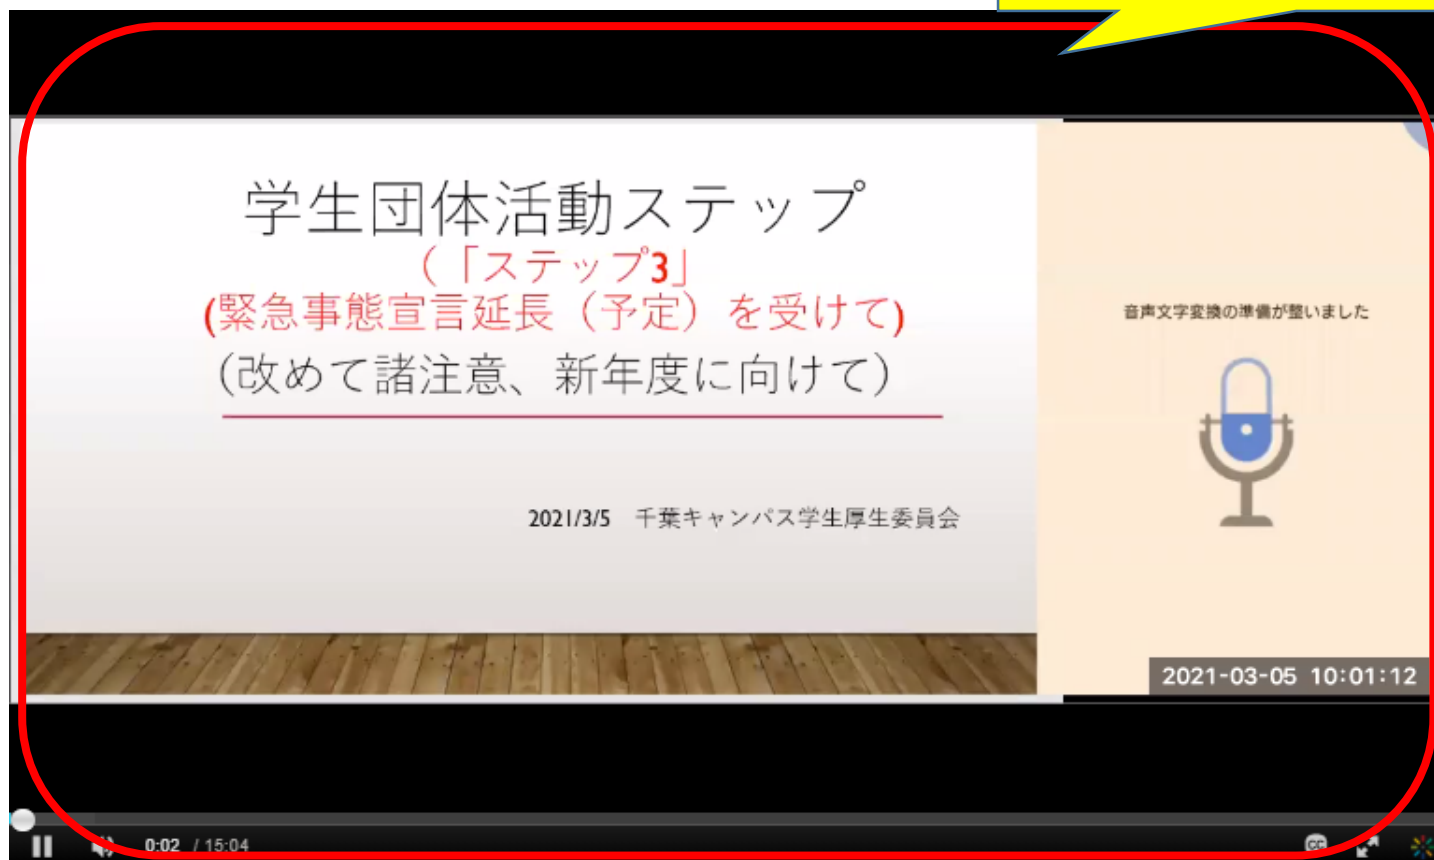 学生団体活動ステップ
(「ステップ3」
(緊急事態宣言延長（予定）を受けて)
(改めて諸注意、新年度に向けて)
2021/3/5 千葉キャンパス学生厚生委員会
音声文字変換の準備が整いました
2021-03-05 10:01:12
0:02 / 15:04
CC